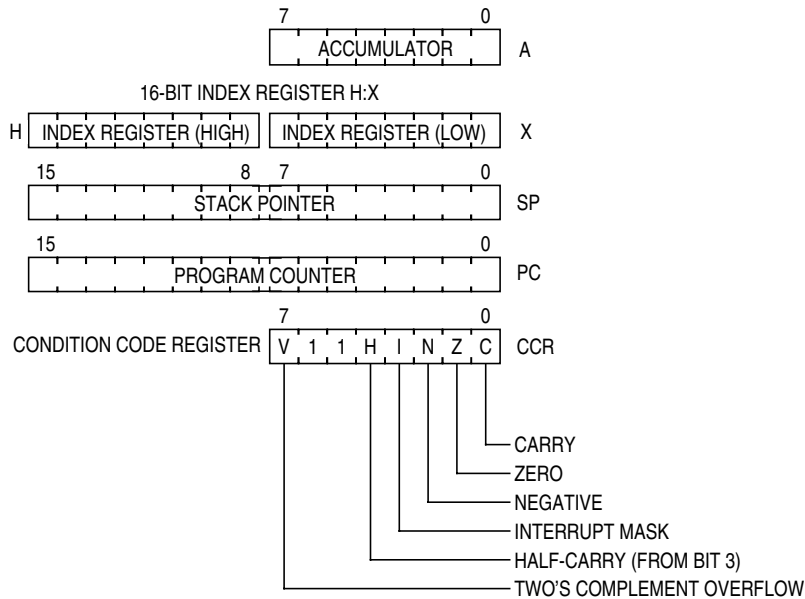 7 0
ACCUMULATOR A
16-BIT INDEX REGISTER H:X
H INDEX REGISTER (HIGH) INDEX REGISTER (LOW) X
15 8 7 0
STACK POINTER SP
15 0
PROGRAM COUNTER PC
7 0
CONDITION CODE REGISTER V 1 1 H I N Z C CCR
CARRY
ZERO
NEGATIVE
INTERRUPT MASK
HALF-CARRY (FROM BIT 3)
TWO'S COMPLEMENT OVERFLOW